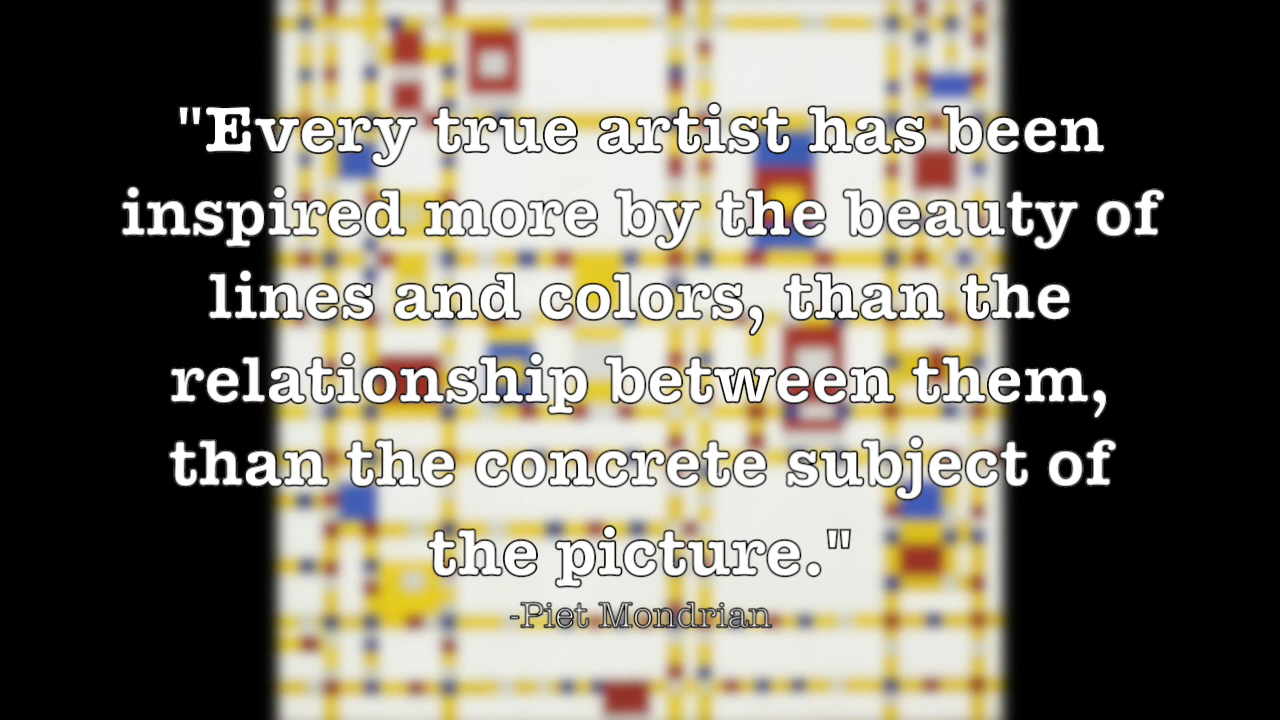 "Every true artist has been
inspired more by the beauty of
lines and colors, than the
relationship between them,
than the concrete subject of
the picture."
-Piet Mondrian